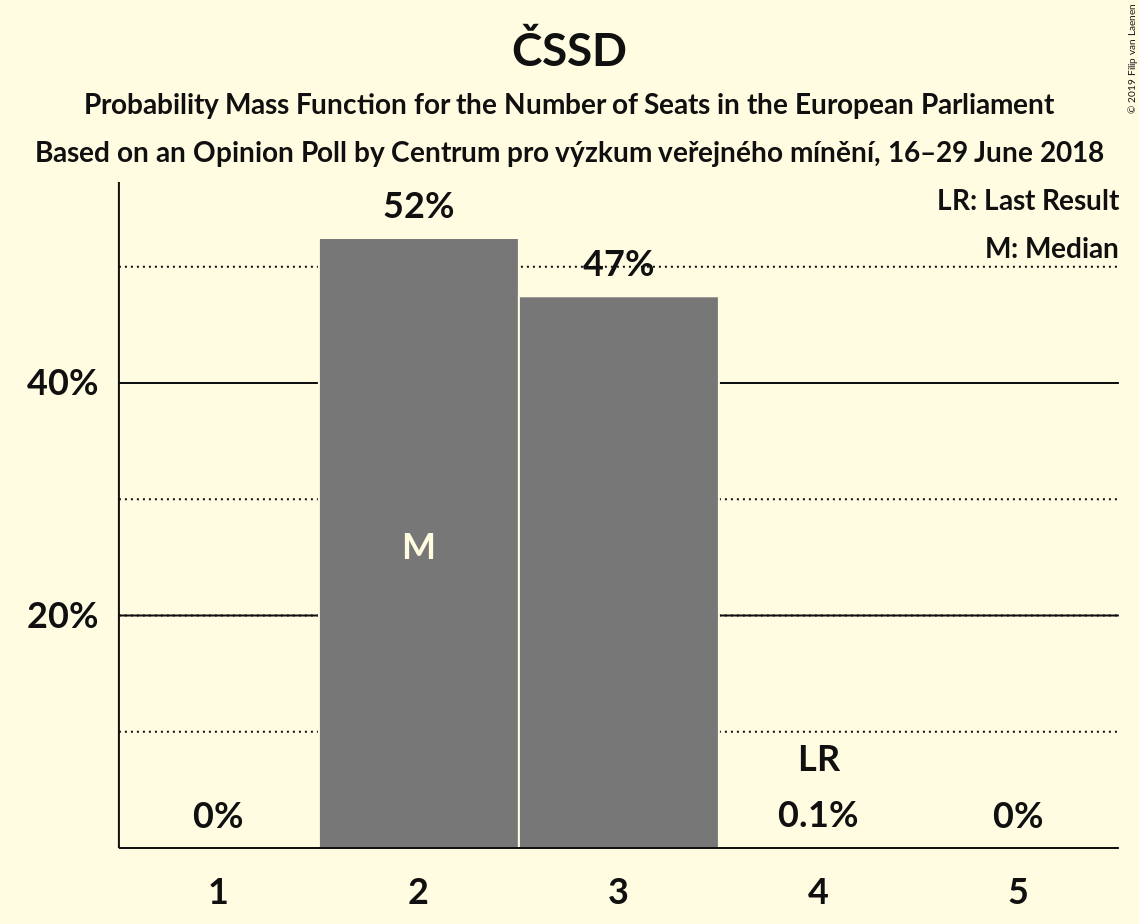 ČSSD
Probability Mass Function for the Number of Seats in the European Parliament
Based on an Opinion Poll by Centrum pro výzkum veřejného mínění, 16–29 June 2018
© 2019 Filip van Laenen
LR: Last Result
M: Median
52%
47%
40%
M
20%
LR
0%
0.1%
0%
1
2
3
4
5